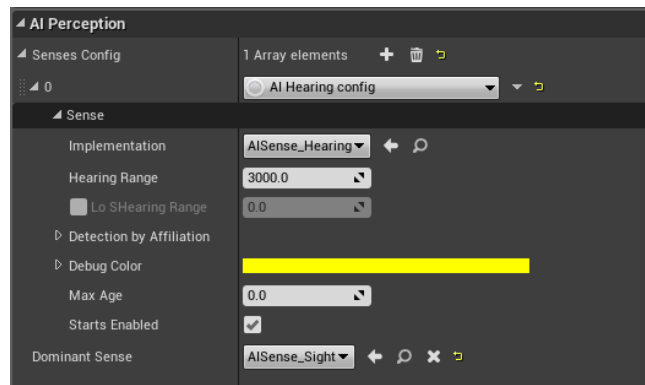 AI Perception
Senses Config 1 Array elements
0 AI Hearing config
Sense
Implementation AISense_Hearing
Hearing Range 3000.0
Lo SHearing Range 0.0
Detection by Affiliation
Debug Color
Max Age 0.0
Starts Enabled
Dominant Sense AISense_Sight